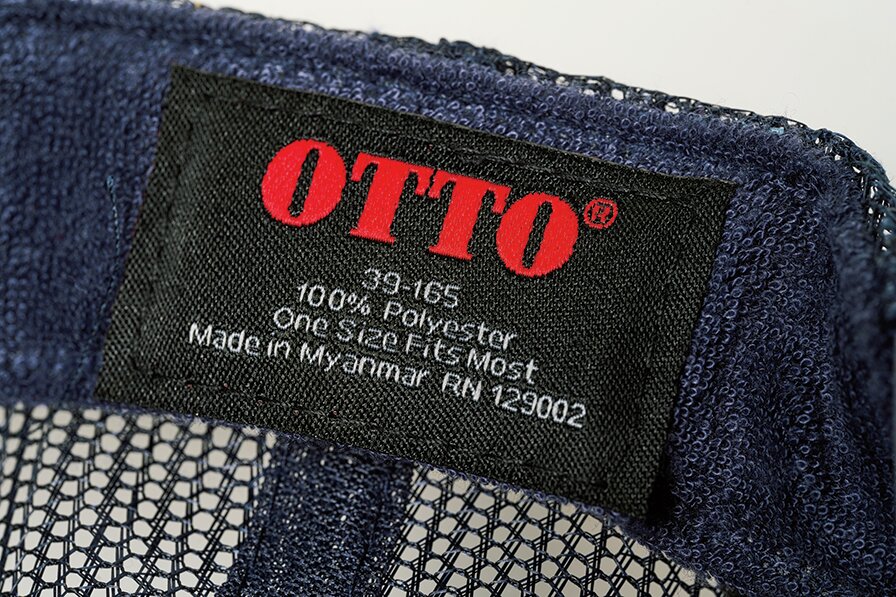 OTTO®
39-165
100% Polyester
One Size Fits Most
Made in Myanmar RN 129002